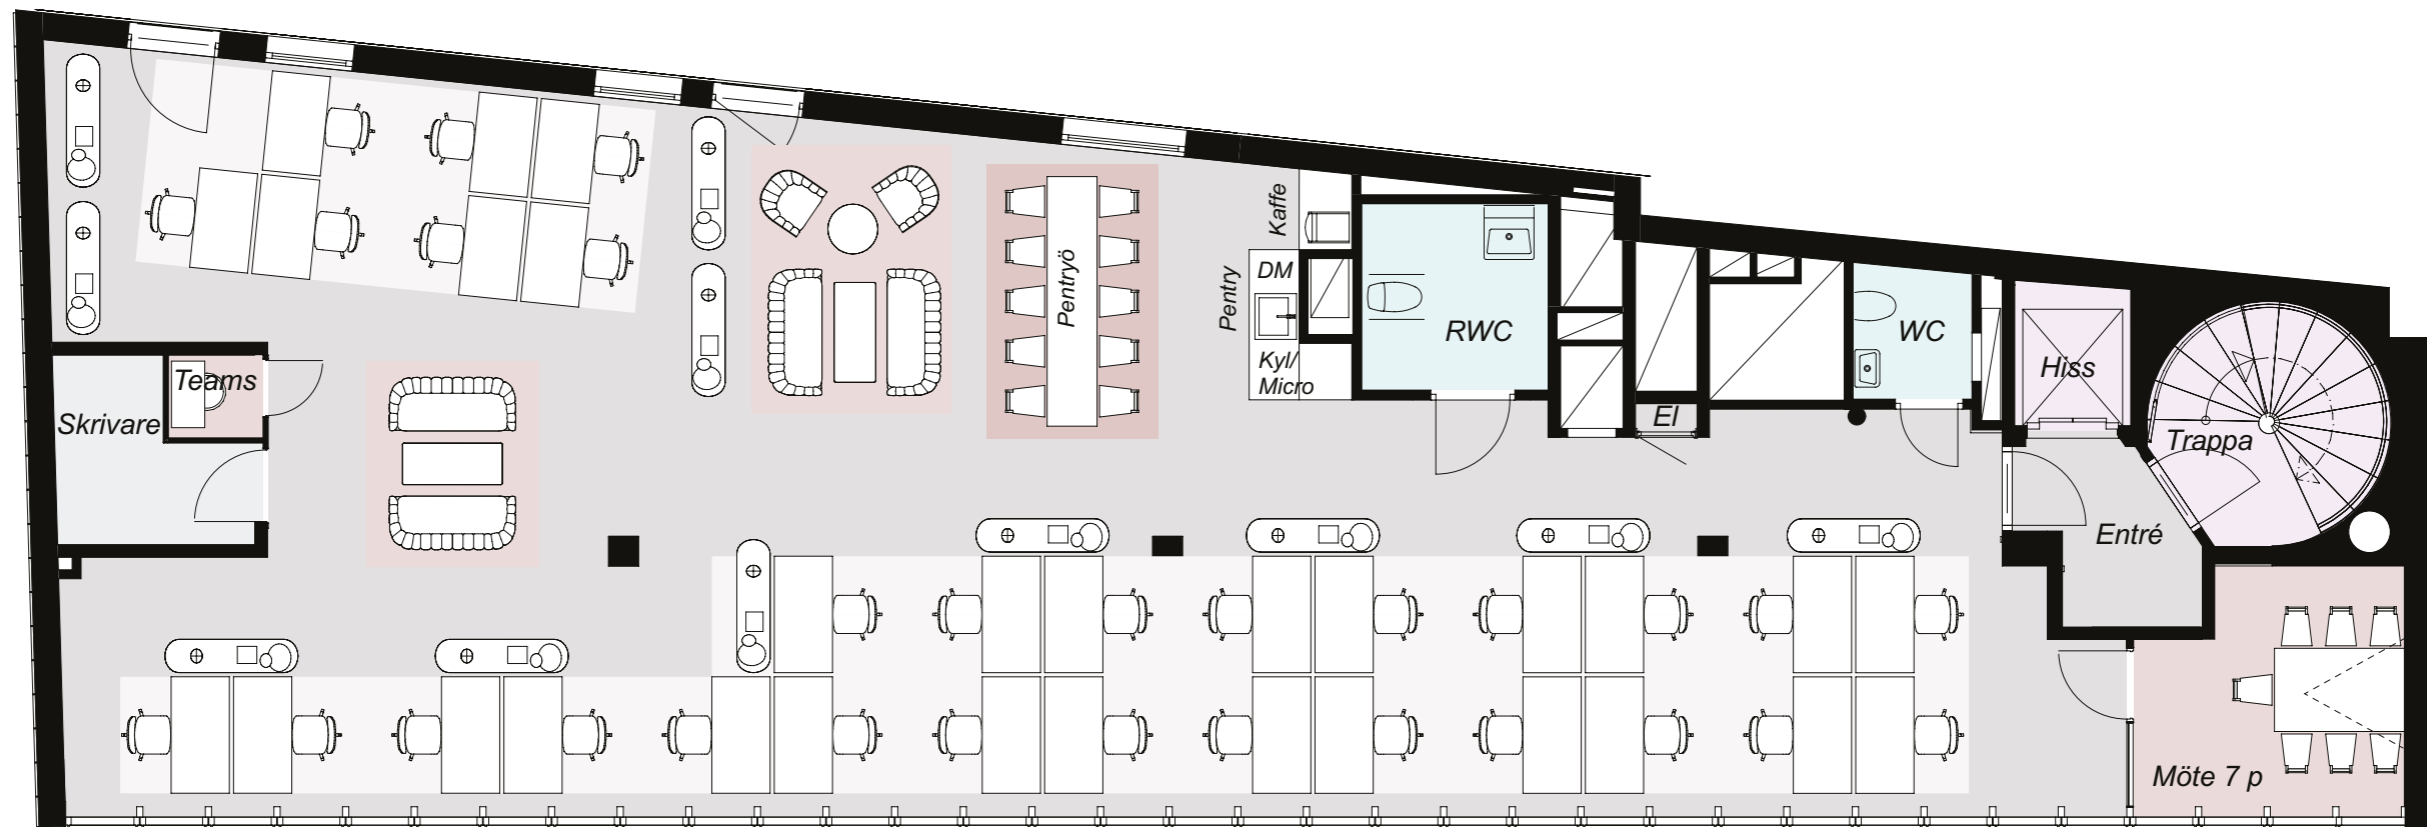 Kaffe
Pentryö
Pentry
DM
Kyl/
Micro
RWC
WC
El
Hiss
Trappa
Entré
Teams
Skrivare
Möte 7 p